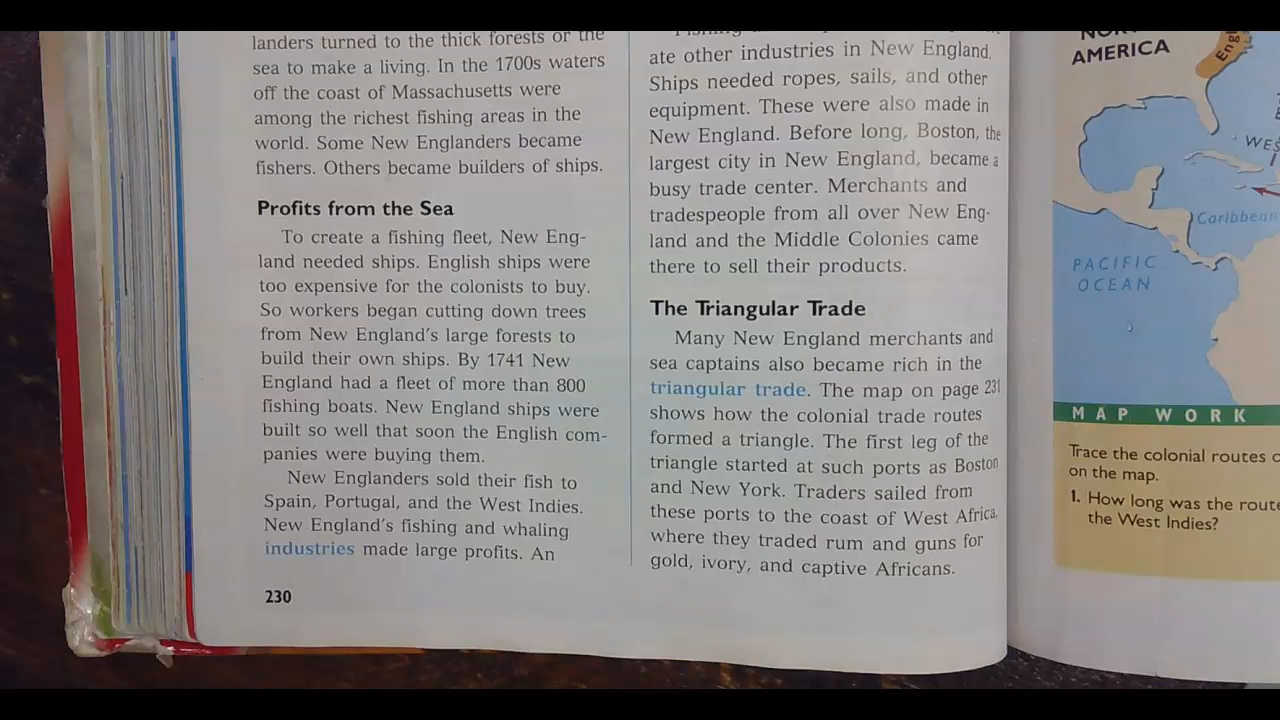 landers turned to the thick forests or the
sea to make a living. In the 1700s waters
off the coast of Massachusetts were
among the richest fishing areas in the
world. Some New Englanders became
fishers. Others became builders of ships.
Profits from the Sea
To create a fishing fleet, New Eng-
land needed ships. English ships were
too expensive for the colonists to buy.
So workers began cutting down trees
from New England's large forests to
build their own ships. By 1741 New
England had a fleet of more than 800
fishing boats. New England ships were
built so well that soon the English com-
panies were buying them.
New Englanders sold their fish to
Spain, Portugal, and the West Indies.
New England's fishing and whaling
industries made large profits. An
230
ate other industries in New England.
Ships needed ropes, sails, and other
equipment. These were also made in
New England. Before long, Boston, the
largest city in New England, became a
busy trade center. Merchants and
tradespeople from all over New Eng-
land and the Middle Colonies came
there to sell their products.
The Triangular Trade
Many New England merchants and
sea captains also became rich in the
triangular trade. The map on page 231
shows how the colonial trade routes
formed a triangle. The first leg of the
triangle started at such ports as Boston
and New York. Traders sailed from
these ports to the coast of West Africa,
where they traded rum and guns for
gold, ivory, and captive Africans.
AMERICA
Engl
WES
Caribbean
PACIFIC
OCEAN
MAP WORK
Trace the colonial routes
on the map.
1. How long was the route
the West Indies?